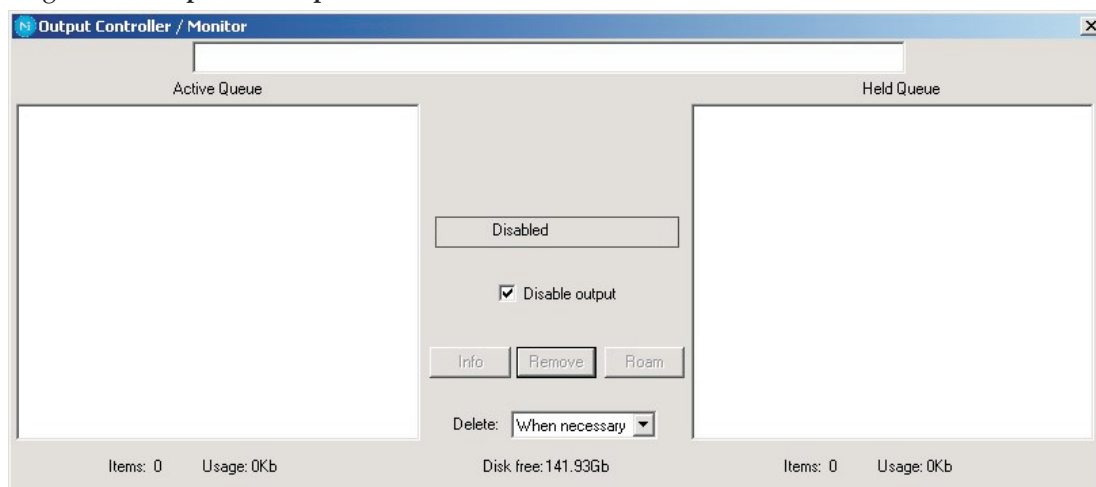 Output Controller / Monitor
Active Queue
Held Queue
Disabled
Disable output
Info
Remove
Roam
Delete: When necessary
Items: 0 Usage: 0Kb
Disk free: 141.93Gb
Items: 0 Usage: 0Kb